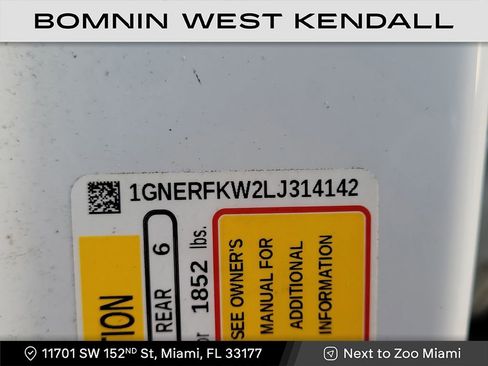 BOMNIN WEST KENDALL
1GNERFKW2LJ314142
REAR 6
1852 lbs.
SEE OWNER'S
MANUAL FOR
ADDITIONAL
INFORMATION
11701 SW 152ND St, Miami, FL 33177
Next to Zoo Miami